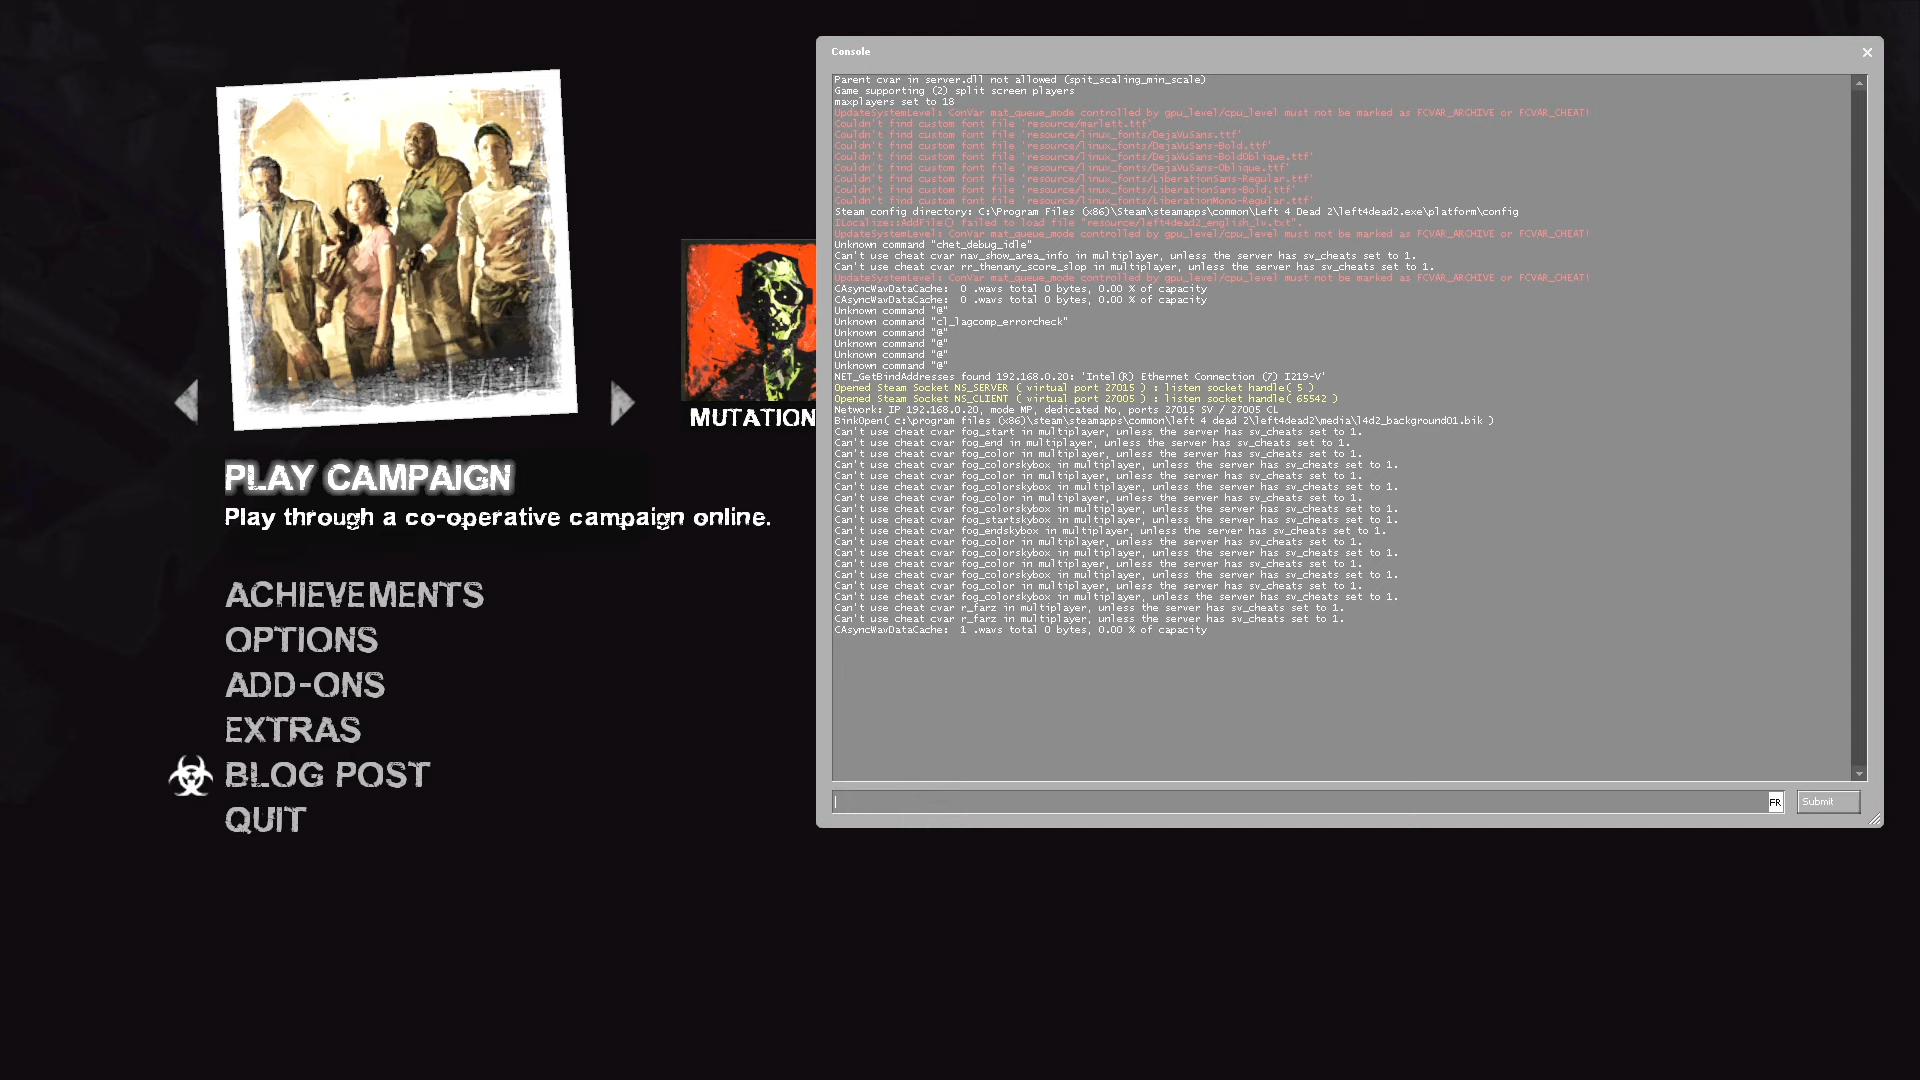 Console
Parent cvar in server.dll not allowed (spit_scaling_min_scale)
Game supporting (2) split screen players
maxplayers set to 18
UpdateSystemLevel: ConVar mat_queue_mode controlled by gpu_level/cpu_level must not be marked as FCVAR_ARCHIVE or FCVAR_CHEAT!
Couldn't find custom font file 'resource/marlett.ttf'
Couldn't find custom font file 'resource/linux_fonts/DejaVuSans.ttf'
Couldn't find custom font file 'resource/linux_fonts/DejaVuSans-Bold.ttf'
Couldn't find custom font file 'resource/linux_fonts/DejaVuSans-BoldOblique.ttf'
Couldn't find custom font file 'resource/linux_fonts/DejaVuSans-Oblique.ttf'
Couldn't find custom font file 'resource/linux_fonts/LiberationSans-Regular.ttf'
Couldn't find custom font file 'resource/linux_fonts/LiberationSans-Bold.ttf'
Couldn't find custom font file 'resource/linux_fonts/LiberationMono-Regular.ttf'
Steam config directory: C:\Program Files (x86)\Steam\steamapps\common\Left 4 Dead 2\left4dead2.exe\platform\config
ILocalize::AddFile() failed to load file "resource/left4dead2_english_lv.txt".
UpdateSystemLevel: ConVar mat_queue_mode controlled by gpu_level/cpu_level must not be marked as FCVAR_ARCHIVE or FCVAR_CHEAT!
Unknown command "chet_debug_idle"
Can't use cheat cvar nav_show_area_info in multiplayer, unless the server has sv_cheats set to 1.
Can't use cheat cvar rr_thenany_score_slop in multiplayer, unless the server has sv_cheats set to 1.
UpdateSystemLevel: ConVar mat_queue_mode controlled by gpu_level/cpu_level must not be marked as FCVAR_ARCHIVE or FCVAR_CHEAT!
CAsyncWavDataCache:  0 .wavs total 0 bytes, 0.00 % of capacity
CAsyncWavDataCache:  0 .wavs total 0 bytes, 0.00 % of capacity
Unknown command "@"
Unknown command "cl_lagcomp_errorcheck"
Unknown command "@"
Unknown command "@"
Unknown command "@"
Unknown command "@"
NET_GetBindAddresses found 192.168.0.20: 'Intel(R) Ethernet Connection (7) I219-V'
Opened Steam Socket NS_SERVER ( virtual port 27015 ) : listen socket handle( 5 )
Opened Steam Socket NS_CLIENT ( virtual port 27005 ) : listen socket handle( 65542 )
Network: IP 192.168.0.20, mode MP, dedicated No, ports 27015 SV / 27005 CL
BinkOpen( c:\program files (x86)\steam\steamapps\common\left 4 dead 2\left4dead2\media\l4d2_background01.bik )
Can't use cheat cvar fog_start in multiplayer, unless the server has sv_cheats set to 1.
Can't use cheat cvar fog_end in multiplayer, unless the server has sv_cheats set to 1.
Can't use cheat cvar fog_color in multiplayer, unless the server has sv_cheats set to 1.
Can't use cheat cvar fog_colorskybox in multiplayer, unless the server has sv_cheats set to 1.
Can't use cheat cvar fog_color in multiplayer, unless the server has sv_cheats set to 1.
Can't use cheat cvar fog_colorskybox in multiplayer, unless the server has sv_cheats set to 1.
Can't use cheat cvar fog_color in multiplayer, unless the server has sv_cheats set to 1.
Can't use cheat cvar fog_colorskybox in multiplayer, unless the server has sv_cheats set to 1.
Can't use cheat cvar fog_startskybox in multiplayer, unless the server has sv_cheats set to 1.
Can't use cheat cvar fog_endskybox in multiplayer, unless the server has sv_cheats set to 1.
Can't use cheat cvar fog_color in multiplayer, unless the server has sv_cheats set to 1.
Can't use cheat cvar fog_colorskybox in multiplayer, unless the server has sv_cheats set to 1.
Can't use cheat cvar fog_color in multiplayer, unless the server has sv_cheats set to 1.
Can't use cheat cvar fog_colorskybox in multiplayer, unless the server has sv_cheats set to 1.
Can't use cheat cvar fog_color in multiplayer, unless the server has sv_cheats set to 1.
Can't use cheat cvar fog_colorskybox in multiplayer, unless the server has sv_cheats set to 1.
Can't use cheat cvar r_farz in multiplayer, unless the server has sv_cheats set to 1.
Can't use cheat cvar r_farz in multiplayer, unless the server has sv_cheats set to 1.
CAsyncWavDataCache:  1 .wavs total 0 bytes, 0.00 % of capacity
FR
Submit
MUTATION
PLAY CAMPAIGN
Play through a co-operative campaign online.
ACHIEVEMENTS
OPTIONS
ADD-ONS
EXTRAS
BLOG POST
QUIT